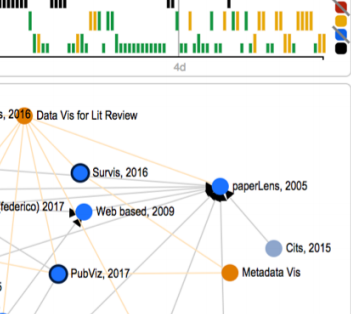 4d
s, 2016 Data Vis for Lit Review
Survis, 2016
paperLens, 2005
federico) 2017
Web based, 2009
Cits, 2015
PubViz, 2017
Metadata Vis